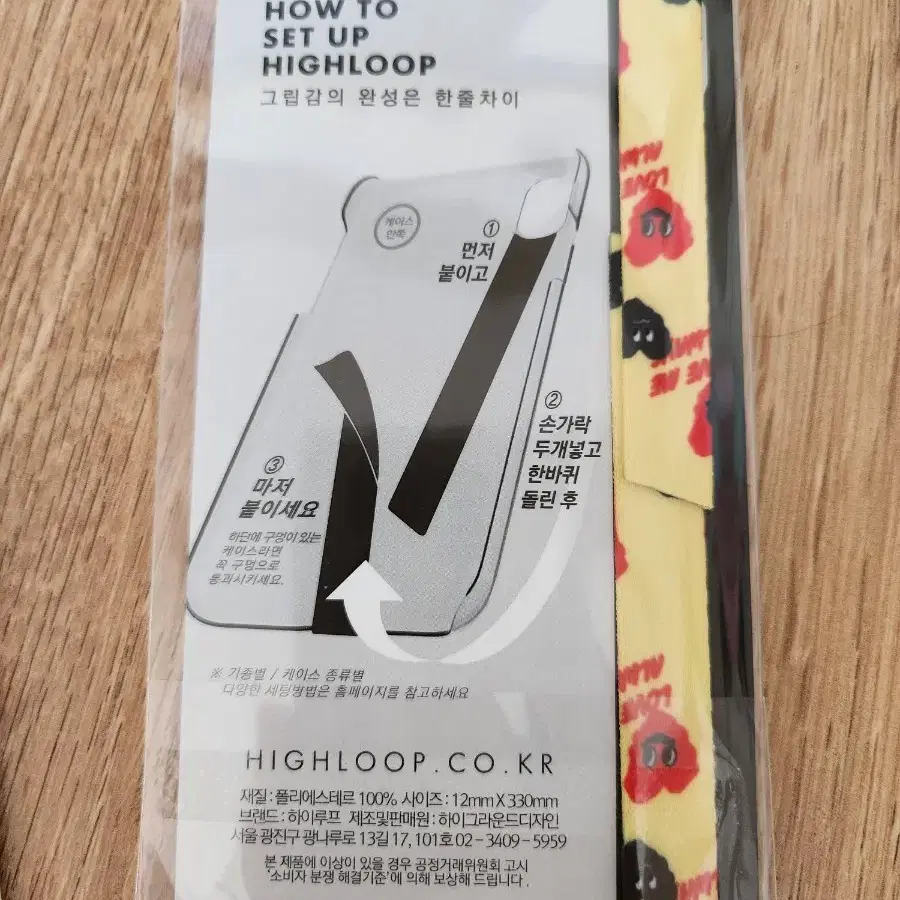 HOW TO
SET UP
HIGHLOOP
그립감의 완성은 한줄차이
케이스
안쪽
①
먼저
붙이고
②
손가락
두개넣고
한바퀴
돌린 후
③
마저
붙이세요
하단에 구멍이 있는
케이스라면
꼭 구멍으로
통과시키세요.
※ 기종별 / 케이스 종류별
다양한 세팅방법은 홈페이지를 참고하세요
HIGHLOOP.CO.KR
재질 : 폴리에스테르 100% 사이즈 : 12mm X 330mm
브랜드 : 하이루프 제조및판매원 : 하이그라운드디자인
서울 광진구 광나루로 13길 17, 101호 02-3409-5959
본 제품에 이상이 있을 경우 공정거래위원회 고시
'소비자 분쟁 해결기준'에 의해 보상해 드립니다.
LOVE
ME
LOVE